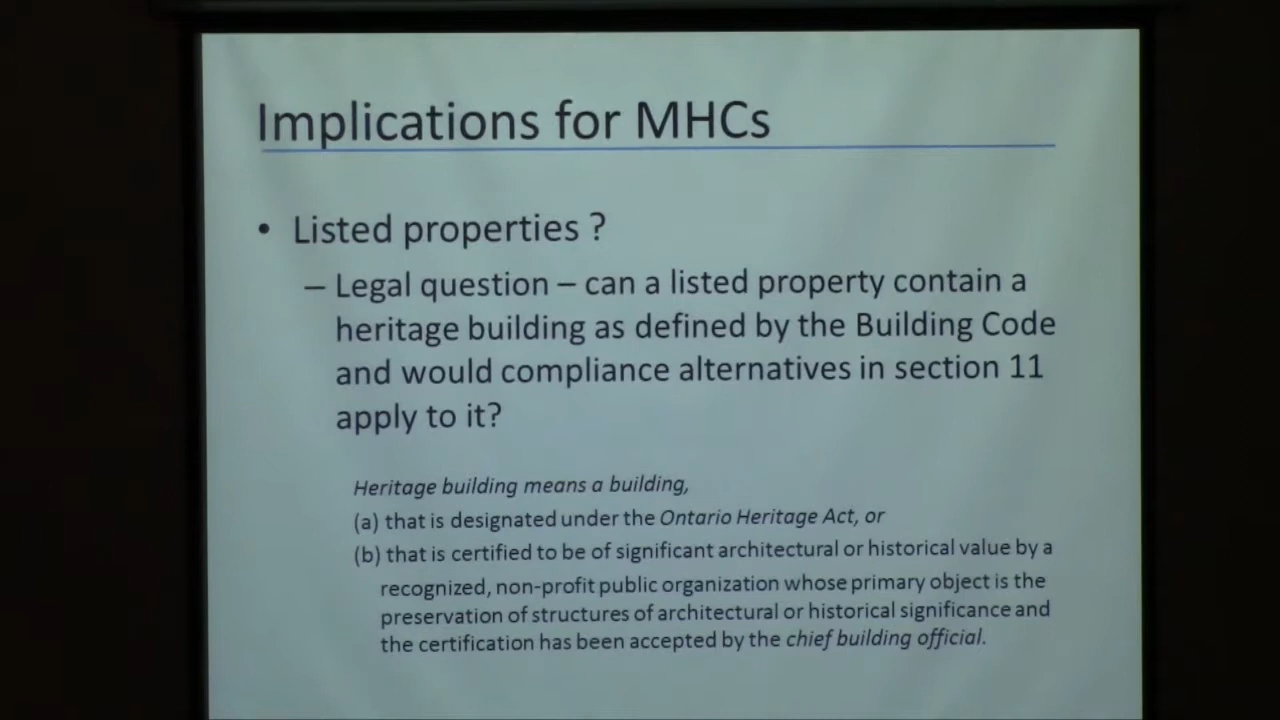 Implications for MHCs
• Listed properties ?
– Legal question – can a listed property contain a
heritage building as defined by the Building Code
and would compliance alternatives in section 11
apply to it?
Heritage building means a building,
(a) that is designated under the Ontario Heritage Act, or
(b) that is certified to be of significant architectural or historical value by a
recognized, non-profit public organization whose primary object is the
preservation of structures of architectural or historical significance and
the certification has been accepted by the chief building official.